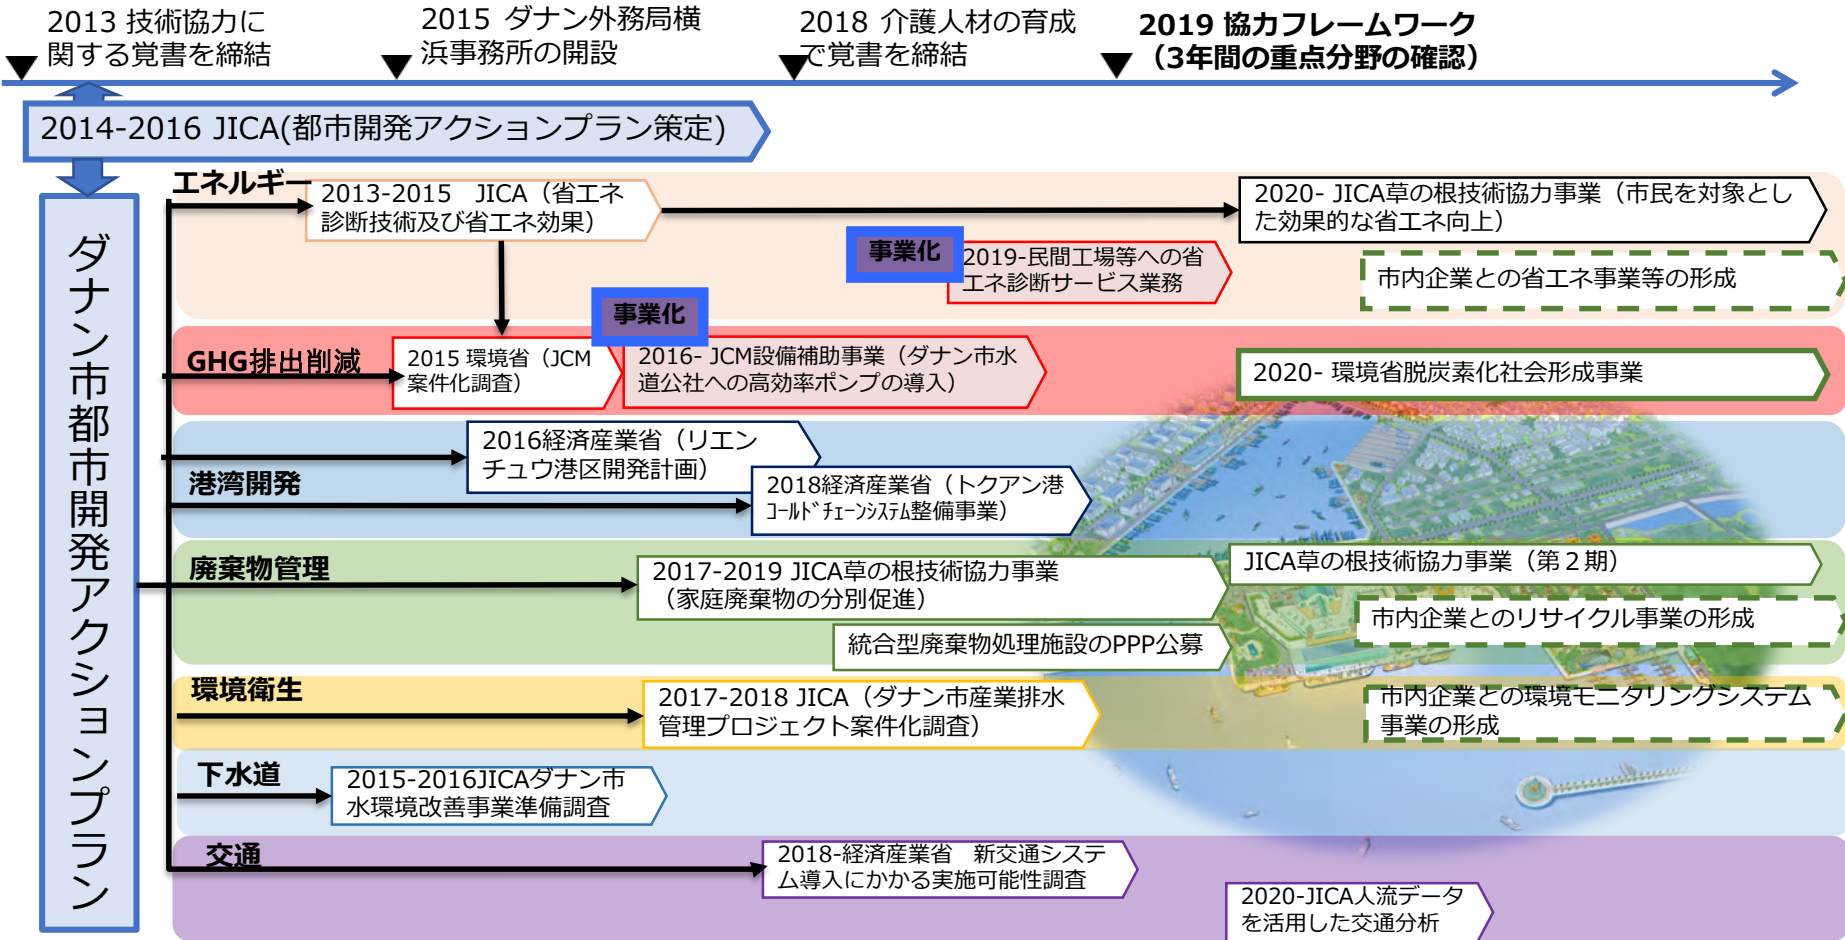 2013 技術協力に
関する覚書を締結
2015 ダナン外務局横
浜事務所の開設
2018 介護人材の育成
で覚書を締結
2019 協力フレームワーク
（3年間の重点分野の確認）
2014-2016 JICA(都市開発アクションプラン策定)
ダナン市都市開発アクションプラン
エネルギー
2013-2015　JICA（省エネ
診断技術及び省エネ効果）
2020- JICA草の根技術協力事業（市民を対象とし
た効果的な省エネ向上）
事業化
2019-民間工場等への省
エネ診断サービス業務
市内企業との省エネ事業等の形成
事業化
GHG排出削減
2015 環境省（JCM
案件化調査）
2016- JCM設備補助事業（ダナン市水
道公社への高効率ポンプの導入）
2020- 環境省脱炭素化社会形成事業
港湾開発
2016経済産業省（リエン
チュウ港区開発計画）
2018経済産業省（トクアン港
ｺｰﾙﾄﾞﾁｪｰﾝｼｽﾃﾑ整備事業）
廃棄物管理
2017-2019 JICA草の根技術協力事業
（家庭廃棄物の分別促進）
JICA草の根技術協力事業（第２期）
市内企業とのリサイクル事業の形成
統合型廃棄物処理施設のPPP公募
環境衛生
2017-2018 JICA（ダナン市産業排水
管理プロジェクト案件化調査）
市内企業との環境モニタリングシステム
事業の形成
下水道
2015-2016JICAダナン市
水環境改善事業準備調査
交通
2018-経済産業省　新交通システ
ム導入にかかる実施可能性調査
2020-JICA人流データ
を活用した交通分析